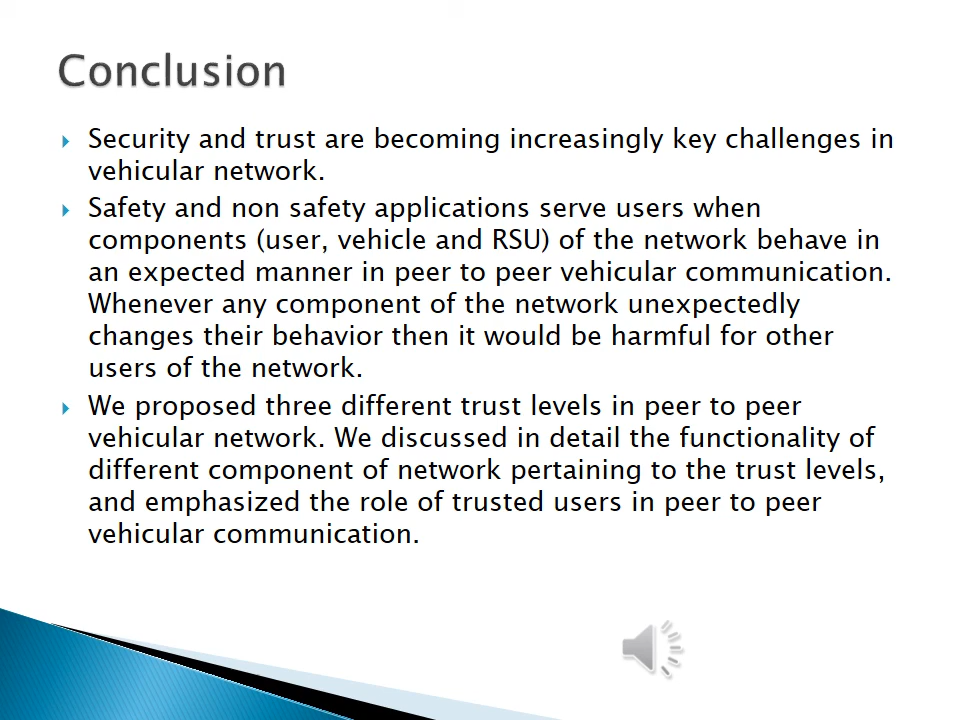 Conclusion
Security and trust are becoming increasingly key challenges in
vehicular network.
Safety and non safety applications serve users when
components (user, vehicle and RSU) of the network behave in
an expected manner in peer to peer vehicular communication.
Whenever any component of the network unexpectedly
changes their behavior then it would be harmful for other
users of the network.
We proposed three different trust levels in peer to peer
vehicular network. We discussed in detail the functionality of
different component of network pertaining to the trust levels,
and emphasized the role of trusted users in peer to peer
vehicular communication.